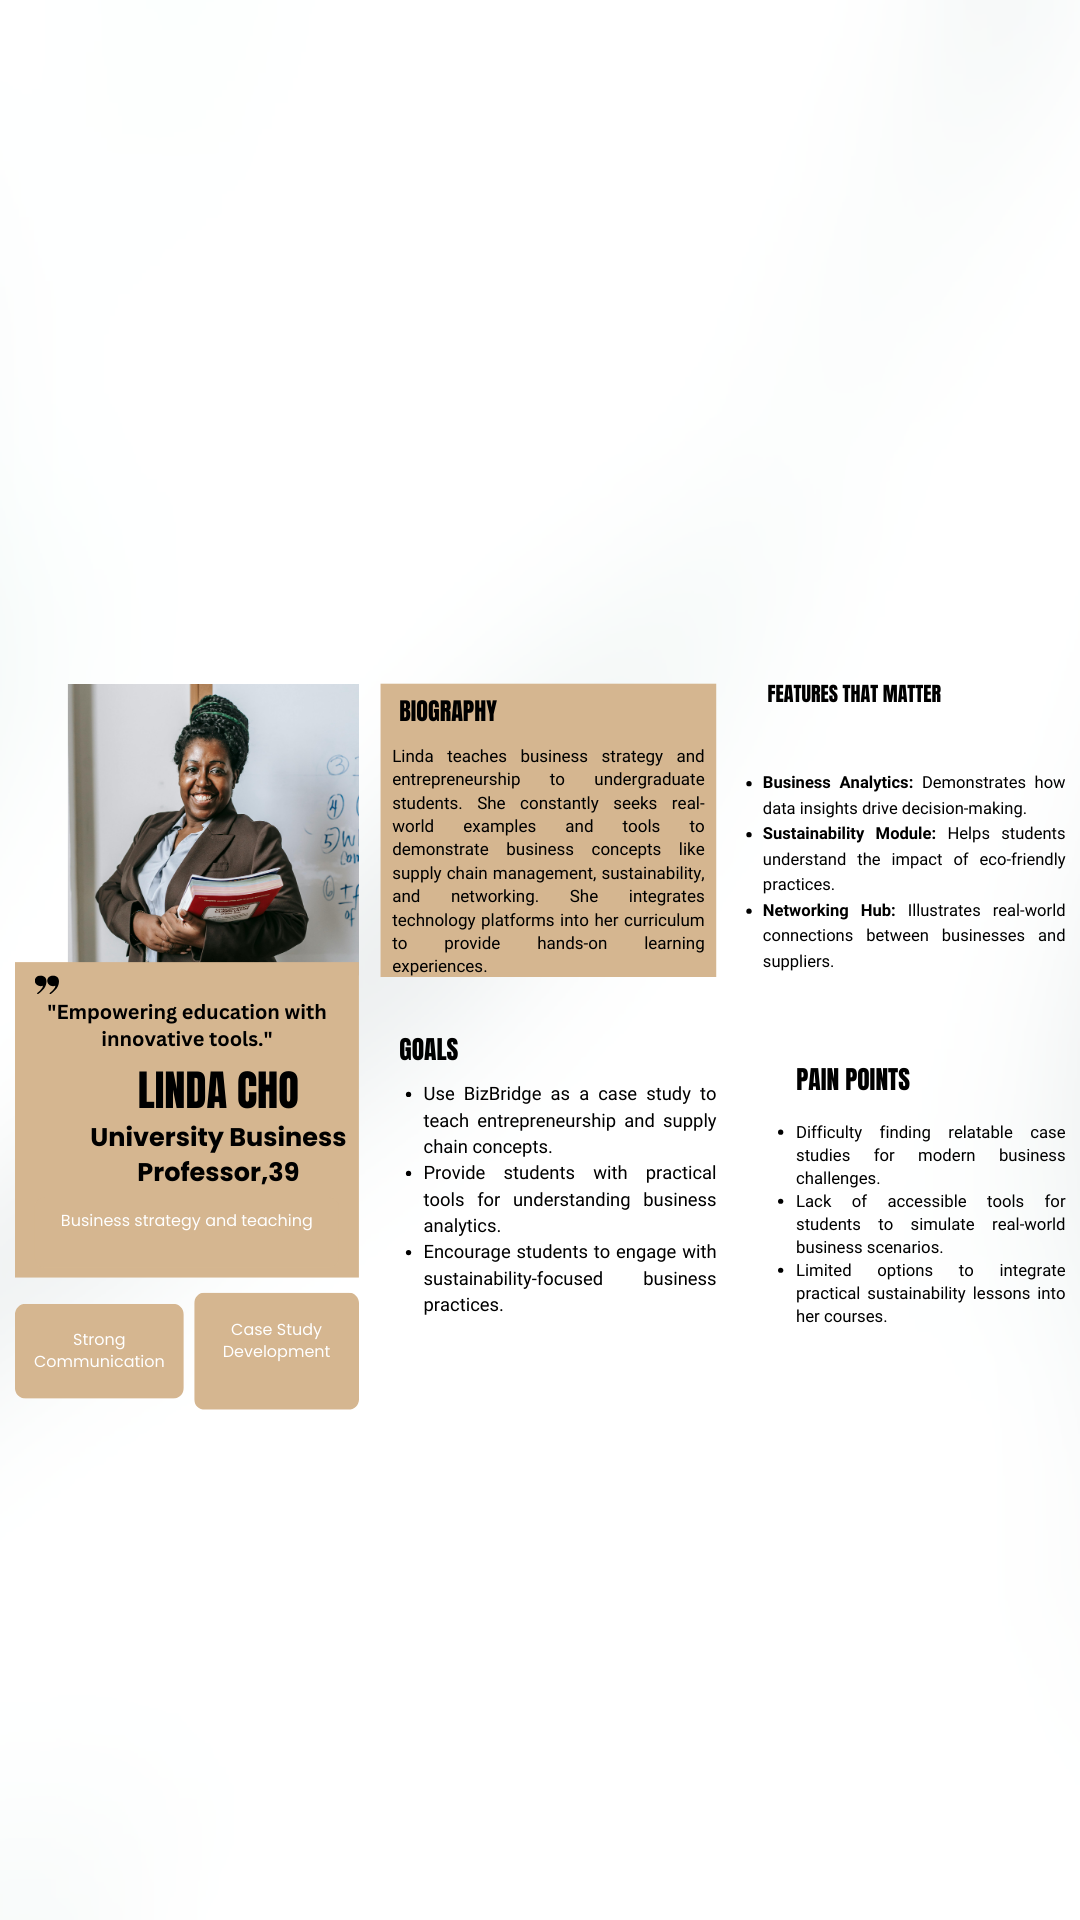 BIOGRAPHY
Linda teaches business strategy and
entrepreneurship to undergraduate
students. She constantly seeks real-
world examples and tools to
demonstrate business concepts like
supply chain management, sustainability,
and networking. She integrates
technology platforms into her curriculum
to provide hands-on learning
experiences.
FEATURES THAT MATTER
• Business Analytics: Demonstrates how
data insights drive decision-making.
• Sustainability Module: Helps students
understand the impact of eco-friendly
practices.
• Networking Hub: Illustrates real-world
connections between businesses and
suppliers.
"Empowering education with
innovative tools."
LINDA CHO
University Business
Professor,39
Business strategy and teaching
Strong
Communication
Case Study
Development
GOALS
• Use BizBridge as a case study to
teach entrepreneurship and supply
chain concepts.
• Provide students with practical
tools for understanding business
analytics.
• Encourage students to engage with
sustainability-focused business
practices.
PAIN POINTS
• Difficulty finding relatable case
studies for modern business
challenges.
• Lack of accessible tools for
students to simulate real-world
business scenarios.
• Limited options to integrate
practical sustainability lessons into
her courses.